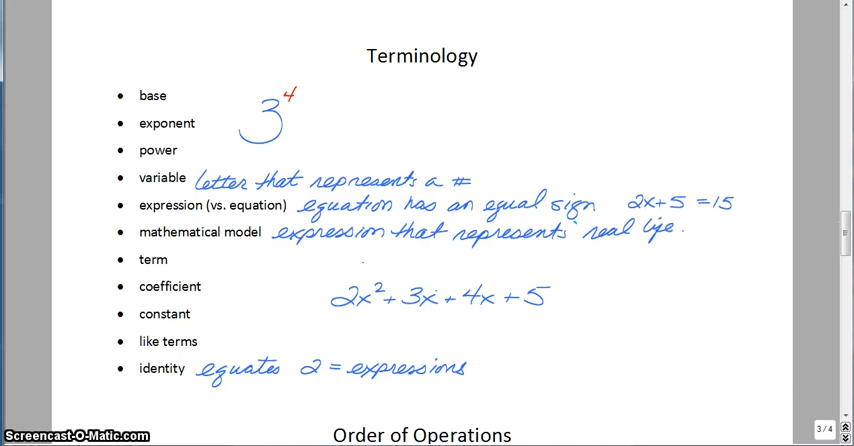 Terminology
• base
3⁴
• exponent
• power
• variable letter that represents a #
• expression (vs. equation) equation has an equal sign 2x+5 =15
• mathematical model expression that represents real life.
• term
• coefficient
2x² + 3x + 4x + 5
• constant
• like terms
• identity equates 2 = expressions
Order of Operations
3/4
Screencast-O-Matic.com